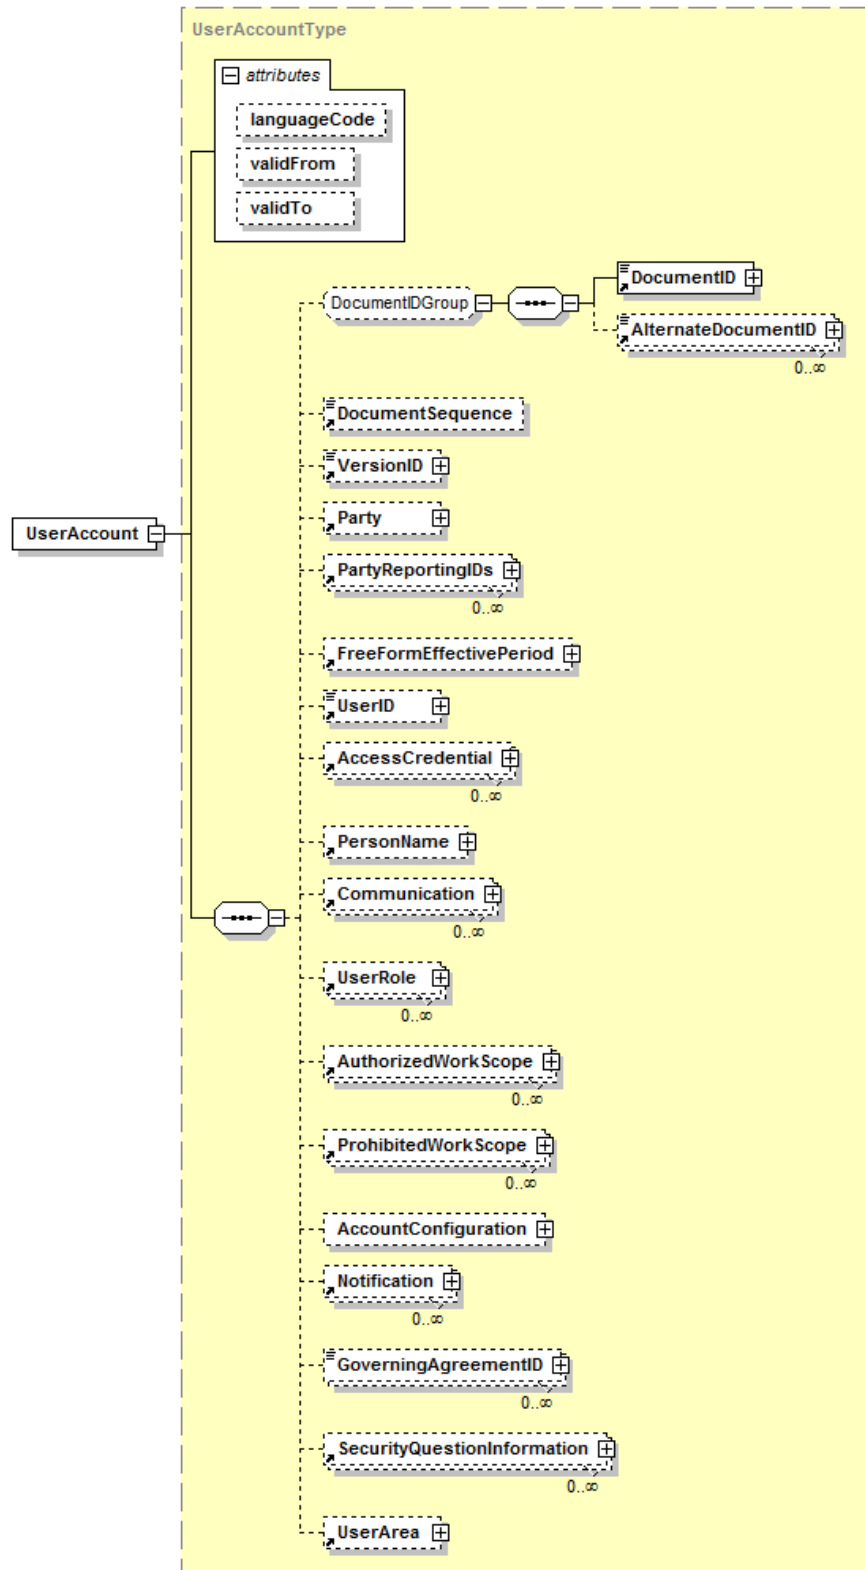 UserAccountType
attributes
languageCode
validFrom
validTo
DocumentIDGroup
DocumentID
AlternateDocumentID
0..∞
DocumentSequence
VersionID
UserAccount
Party
PartyReportingIDs
0..∞
FreeFormEffectivePeriod
UserID
AccessCredential
0..∞
PersonName
Communication
0..∞
UserRole
0..∞
AuthorizedWorkScope
0..∞
ProhibitedWorkScope
0..∞
AccountConfiguration
Notification
0..∞
GoverningAgreementID
0..∞
SecurityQuestionInformation
0..∞
UserArea